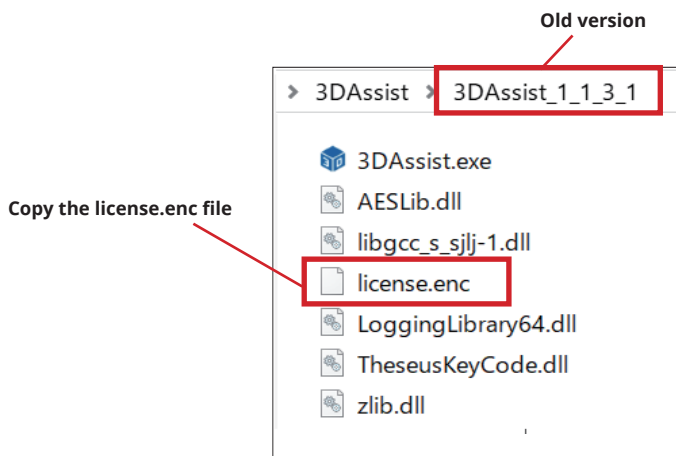 Old version
3DAssist 3DAssist_1_1_3_1
3DAssist.exe
AESLib.dll
Copy the license.enc file
libgcc_s_sjlj-1.dll
license.enc
LoggingLibrary64.dll
TheseusKeyCode.dll
zlib.dll